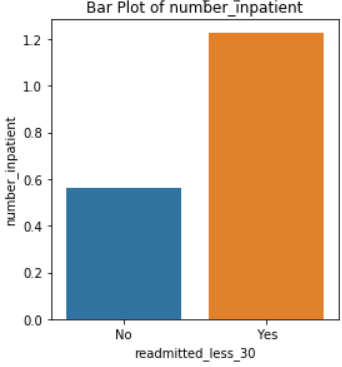 Bar Plot of number_inpatient
1.2
1.0
0.8
0.6
0.4
0.2
0.0
number_inpatient
No Yes
readmitted_less_30